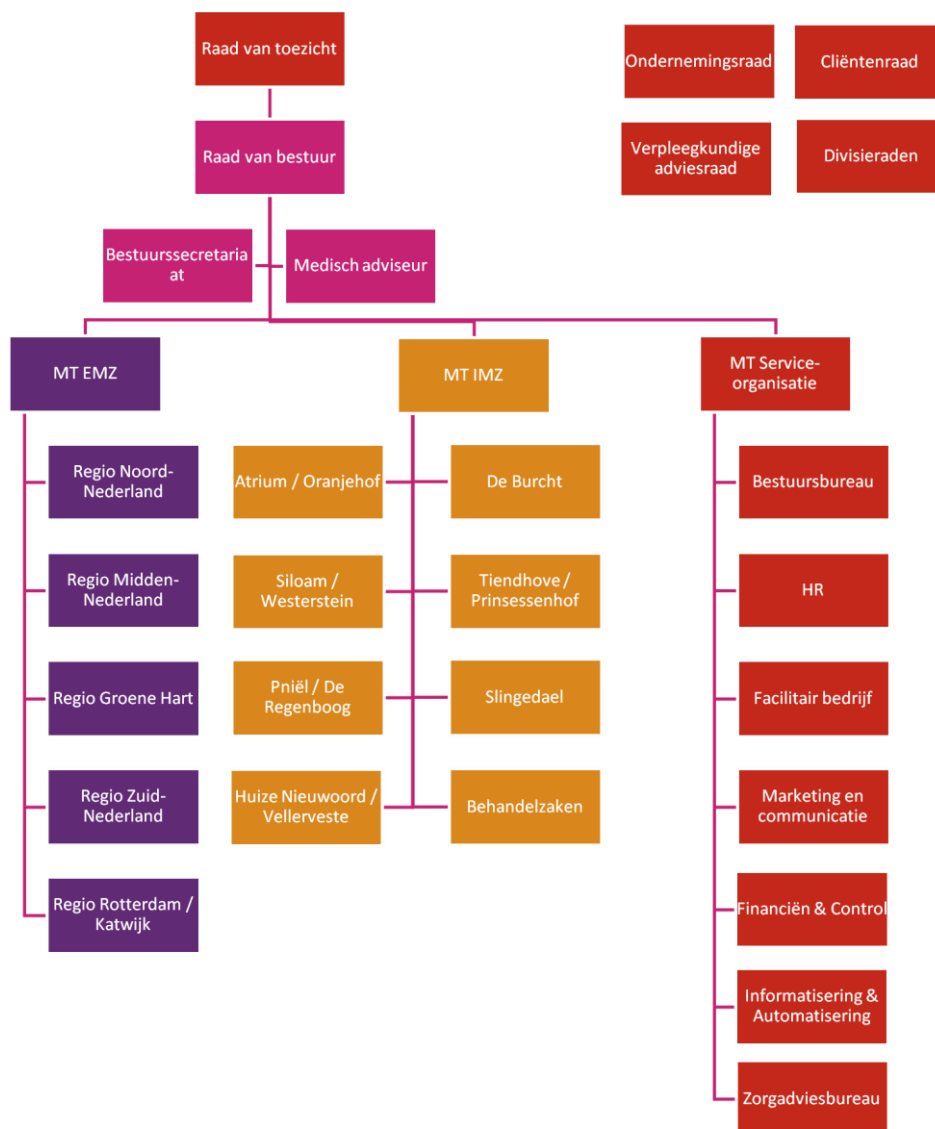 Raad van toezicht
Ondernemingsraad
Cliëntenraad
Raad van bestuur
Verpleegkundige
adviesraad
Divisieraden
Bestuurssecretaria
at
Medisch adviseur
MT EMZ
MT IMZ
MT Service-
organisatie
Regio Noord-
Nederland
Regio Midden-
Nederland
Regio Groene Hart
Regio Zuid-
Nederland
Regio Rotterdam /
Katwijk
Atrium / Oranjehof
De Burcht
Siloam /
Westerstein
Tiendhove /
Prinsessenhof
Pniël / De
Regenboog
Slingedael
Huize Nieuwoord /
Vellerveste
Behandelzaken
Bestuursbureau
HR
Facilitair bedrijf
Marketing en
communicatie
Financiën & Control
Informatisering &
Automatisering
Zorgadviesbureau